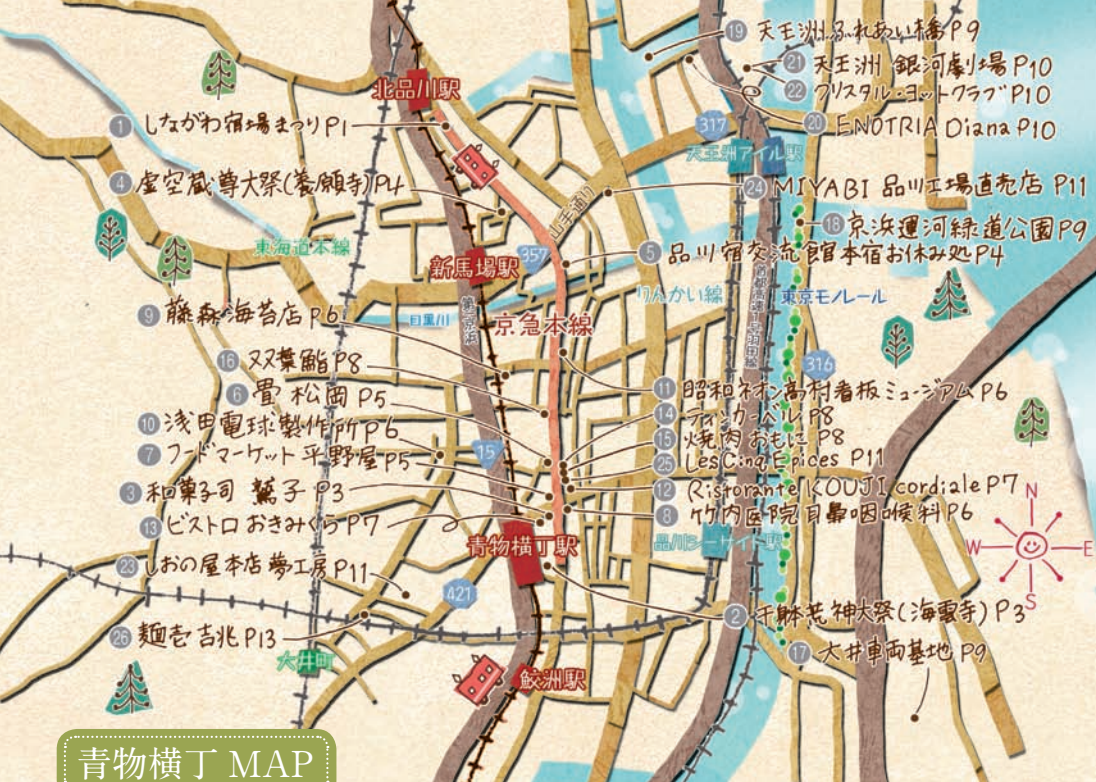 19 天王洲ふれあい橋 P9
21 天王洲 銀河劇場 P10
22 クリスタル・ヨットクラブ P10
20 ENOTRIA Diana P10
北品川駅
317
1 しながわ宿場まつり P1
天王洲アイル駅
4 虚空蔵尊大祭(養願寺) P4
山手通り
24 MIYABI 品川工場直売店 P11
18 京浜運河緑道公園 P9
東海道本線
新馬場駅
357
5 品川宿交流館本宿お休み処 P4
りんかい線
東京モノレール
首都高速1号羽田線
第一京浜
目黒川
京急本線
9 藤森海苔店 P6
16 双葉鮨 P8
316
6 畳 松岡 P5
11 昭和ネオン高村看板ミュージアム P6
10 浅田電球製作所 P6
14 ティンカーベル P8
15 焼肉 おもに P8
7 フードマーケット 平野屋 P5
15
25 Les Cinq Epices P11
3 和菓子司 鷲子 P3
12 Ristorante KOUJI cordiale P7
13 ビストロ おきみくら P7
8 竹内医院耳鼻咽喉科 P6
N
W E
S
青物横丁駅
品川シーサイド駅
23 しおの屋本店 夢工房 P11
421
2 千躰荒神大祭(海雲寺) P3
26 麺壱吉兆 P13
大井町
17 大井車両基地 P9
鮫洲駅
青物横丁 MAP